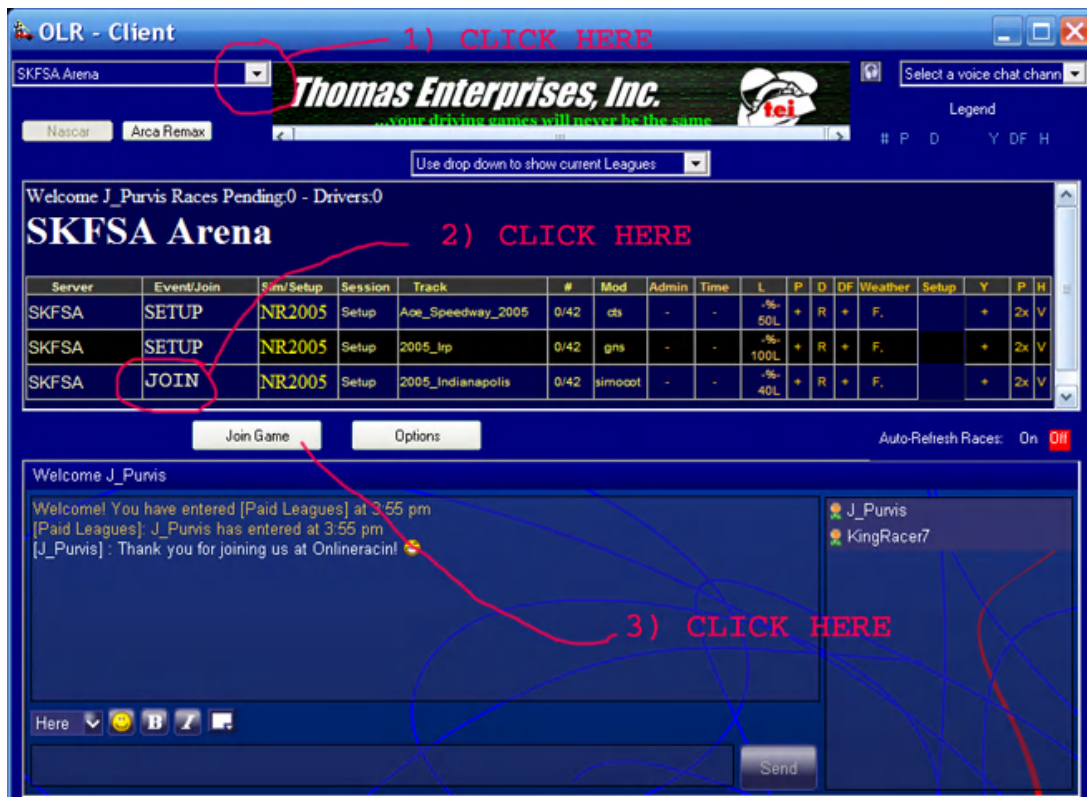 OLR - Client
1) CLICK HERE
SKFSA Arena
Thomas Enterprises, Inc.
...your driving games will never be the same
tei
Select a voice chat chann
Legend
Nascar Arca Remax
# P D Y DF H
Use drop down to show current Leagues
Welcome J_Purvis Races Pending:0 - Drivers:0
SKFSA Arena
2) CLICK HERE
Server Event/Join Sim/Setup Session Track # Mod Admin Time L P D DF Weather Setup Y P H
SKFSA SETUP NR2005 Setup Ace_Speedway_2005 0/42 cts - - -%- 50L + R + F, + 2x V
SKFSA SETUP NR2005 Setup 2005_Irp 0/42 gns - - -%- 100L + R + F, + 2x V
SKFSA JOIN NR2005 Setup 2005_Indianapolis 0/42 simocot - - -%- 40L + R + F, + 2x V
Join Game Options Auto-Refresh Races: On Off
Welcome J_Purvis
Welcome! You have entered [Paid Leagues] at 3:55 pm
[Paid Leagues]: J_Purvis has entered at 3:55 pm
[J_Purvis] : Thank you for joining us at Onlineracin!
J_Purvis
KingRacer7
3) CLICK HERE
Here B I
Send